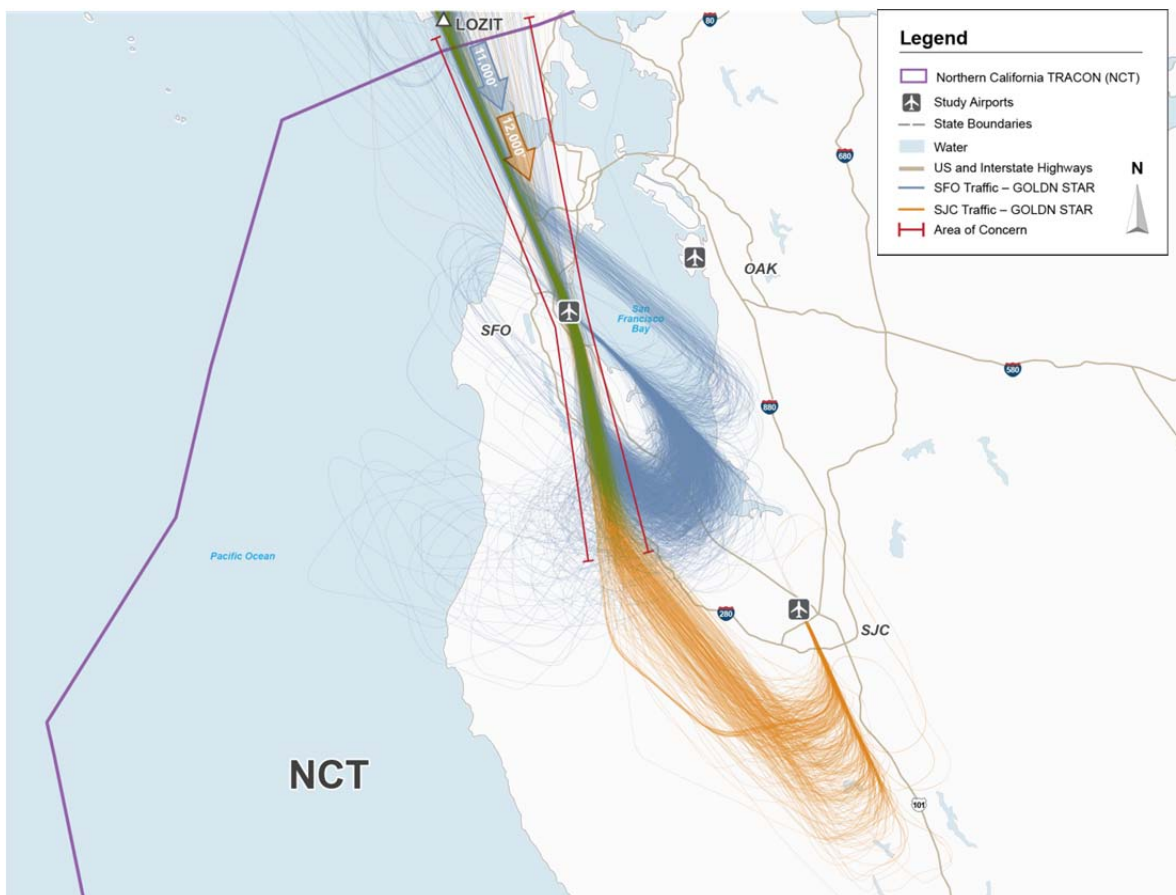 LOZIT
80
11,000'
12,000'
680
OAK
San
Francisco
Bay
SFO
580
880
Pacific Ocean
280
SJC
NCT
101
Legend
Northern California TRACON (NCT)
Study Airports
State Boundaries
Water
US and Interstate Highways
SFO Traffic – GOLDN STAR
SJC Traffic – GOLDN STAR
Area of Concern
N